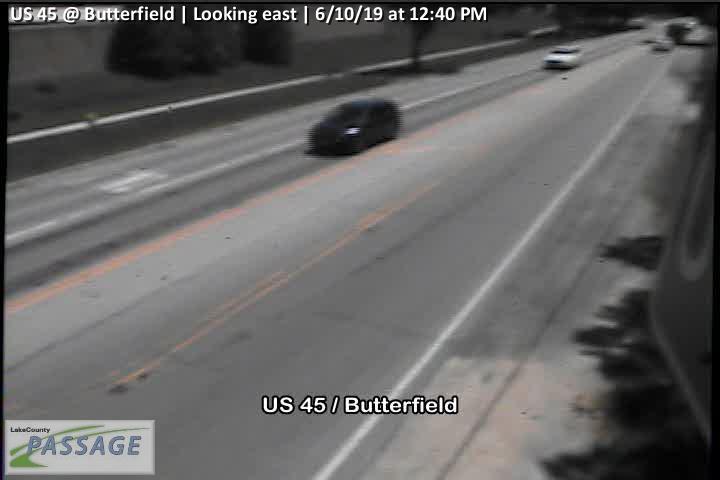 US 45 @ Butterfield | Looking east | 6/10/19 at 12:40 PM
US 45 / Butterfield
LakeCounty
PASSAGE